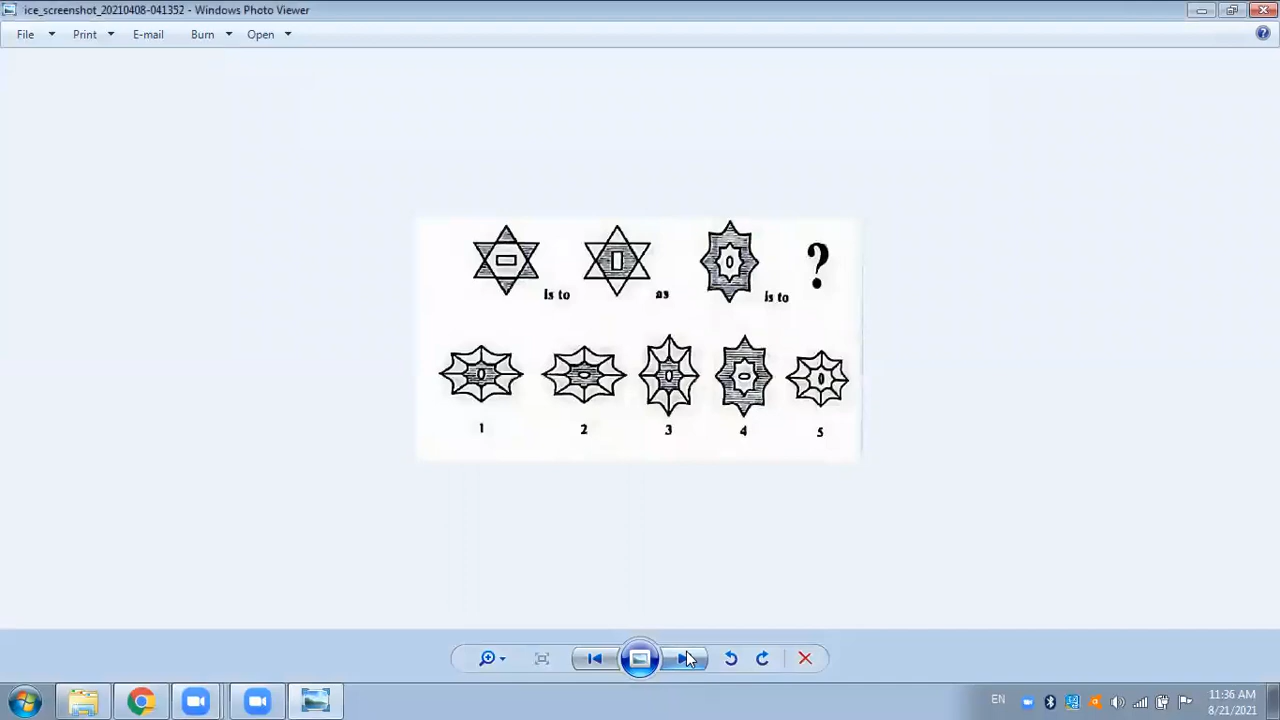 ice_screenshot_20210408-041352 - Windows Photo Viewer
File Print E-mail Burn Open
is to as is to ?
1 2 3 4 5
EN
11:36 AM
8/21/2021